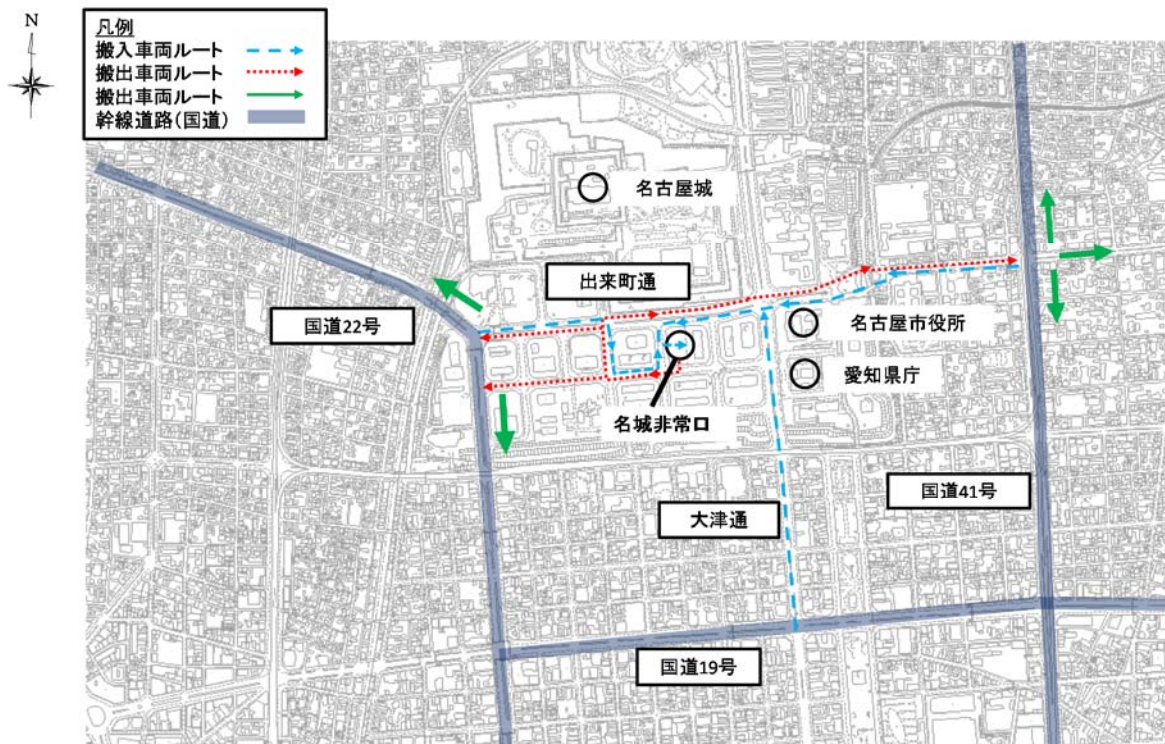 N
凡例
搬入車両ルート
搬出車両ルート
搬出車両ルート
幹線道路(国道)
名古屋城
出来町通
国道22号
名古屋市役所
愛知県庁
名城非常口
国道41号
大津通
国道19号